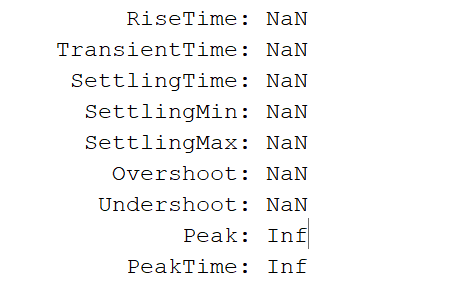 RiseTime: NaN
TransientTime: NaN
SettlingTime: NaN
SettlingMin: NaN
SettlingMax: NaN
Overshoot: NaN
Undershoot: NaN
Peak: Inf
PeakTime: Inf